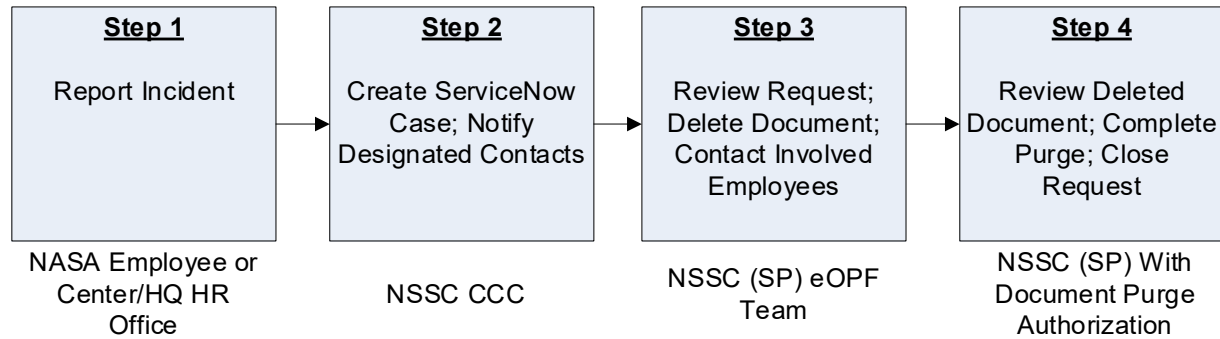 Step 1
Report Incident
NASA Employee or
Center/HQ HR
Office
Step 2
Create ServiceNow
Case; Notify
Designated Contacts
NSSC CCC
Step 3
Review Request;
Delete Document;
Contact Involved
Employees
NSSC (SP) eOPF
Team
Step 4
Review Deleted
Document; Complete
Purge; Close
Request
NSSC (SP) With
Document Purge
Authorization